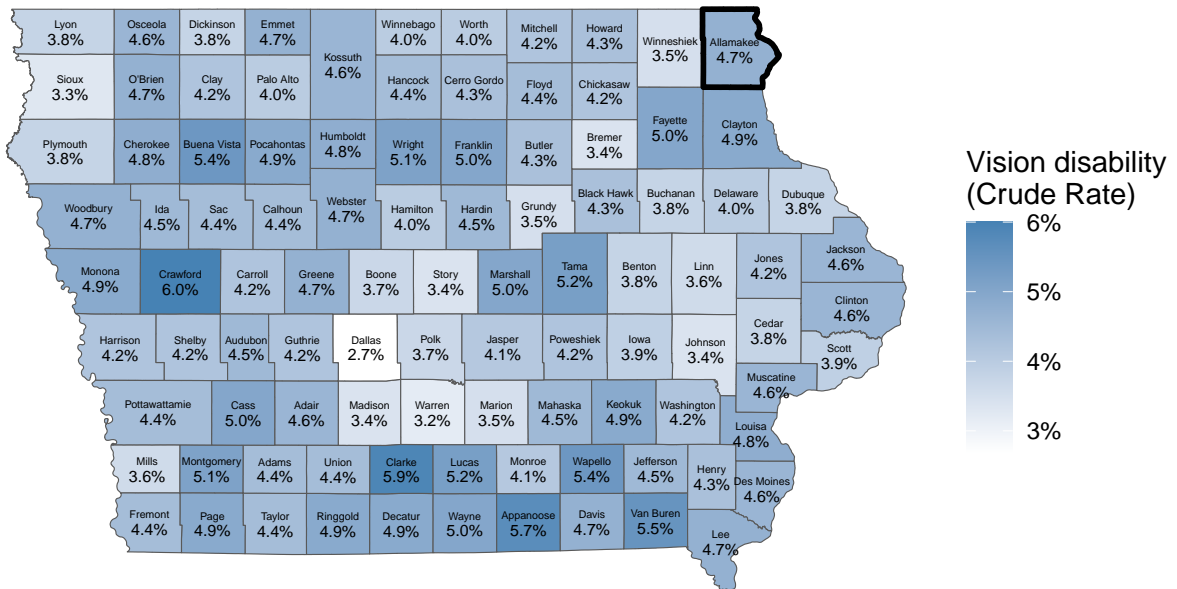 Lyon
3.8%
Osceola
4.6%
Dickinson
3.8%
Emmet
4.7%
Kossuth
4.6%
Winnebago
4.0%
Worth
4.0%
Mitchell
4.2%
Howard
4.3%
Winneshiek
3.5%
Allamakee
4.7%
Sioux
3.3%
O'Brien
4.7%
Clay
4.2%
Palo Alto
4.0%
Hancock
4.4%
Cerro Gordo
4.3%
Floyd
4.4%
Chickasaw
4.2%
Plymouth
3.8%
Cherokee
4.8%
Buena Vista
5.4%
Pocahontas
4.9%
Humboldt
4.8%
Wright
5.1%
Franklin
5.0%
Butler
4.3%
Bremer
3.4%
Fayette
5.0%
Clayton
4.9%
Woodbury
4.7%
Ida
4.5%
Sac
4.4%
Calhoun
4.4%
Webster
4.7%
Hamilton
4.0%
Hardin
4.5%
Grundy
3.5%
Black Hawk
4.3%
Buchanan
3.8%
Delaware
4.0%
Dubuque
3.8%
Monona
4.9%
Crawford
6.0%
Carroll
4.2%
Greene
4.7%
Boone
3.7%
Story
3.4%
Marshall
5.0%
Tama
5.2%
Benton
3.8%
Linn
3.6%
Jones
4.2%
Jackson
4.6%
Clinton
4.6%
Harrison
4.2%
Shelby
4.2%
Audubon
4.5%
Guthrie
4.2%
Dallas
2.7%
Polk
3.7%
Jasper
4.1%
Poweshiek
4.2%
Iowa
3.9%
Johnson
3.4%
Cedar
3.8%
Scott
3.9%
Muscatine
4.6%
Pottawattamie
4.4%
Cass
5.0%
Adair
4.6%
Madison
3.4%
Warren
3.2%
Marion
3.5%
Mahaska
4.5%
Keokuk
4.9%
Washington
4.2%
Louisa
4.8%
Mills
3.6%
Montgomery
5.1%
Adams
4.4%
Union
4.4%
Clarke
5.9%
Lucas
5.2%
Monroe
4.1%
Wapello
5.4%
Jefferson
4.5%
Henry
4.3%
Des Moines
4.6%
Fremont
4.4%
Page
4.9%
Taylor
4.4%
Ringgold
4.9%
Decatur
4.9%
Wayne
5.0%
Appanoose
5.7%
Davis
4.7%
Van Buren
5.5%
Lee
4.7%
Vision disability
(Crude Rate)
6%
5%
4%
3%